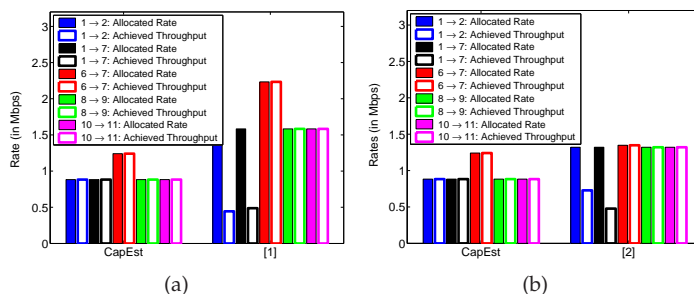 3
2.5
2
1.5
1
0.5
0
Rate (in Mbps)
1 → 2: Allocated Rate
1 → 2: Achieved Throughput
1 → 7: Allocated Rate
1 → 7: Achieved Throughput
6 → 7: Allocated Rate
6 → 7: Achieved Throughput
8 → 9: Allocated Rate
8 → 9: Achieved Throughput
10 → 11: Allocated Rate
10 → 11: Achieved Throughput
CapEst [1]
(a)
3
2.5
2
1.5
1
0.5
0
Rates (in Mbps)
1 → 2: Allocated Rate
1 → 2: Achieved Throughput
1 → 7: Allocated Rate
1 → 7: Achieved Throughput
6 → 7: Allocated Rate
6 → 7: Achieved Throughput
8 → 9: Allocated Rate
8 → 9: Achieved Throughput
10 → 11: Allocated Rate
10 → 11: Achieved Throughput
CapEst [2]
(b)